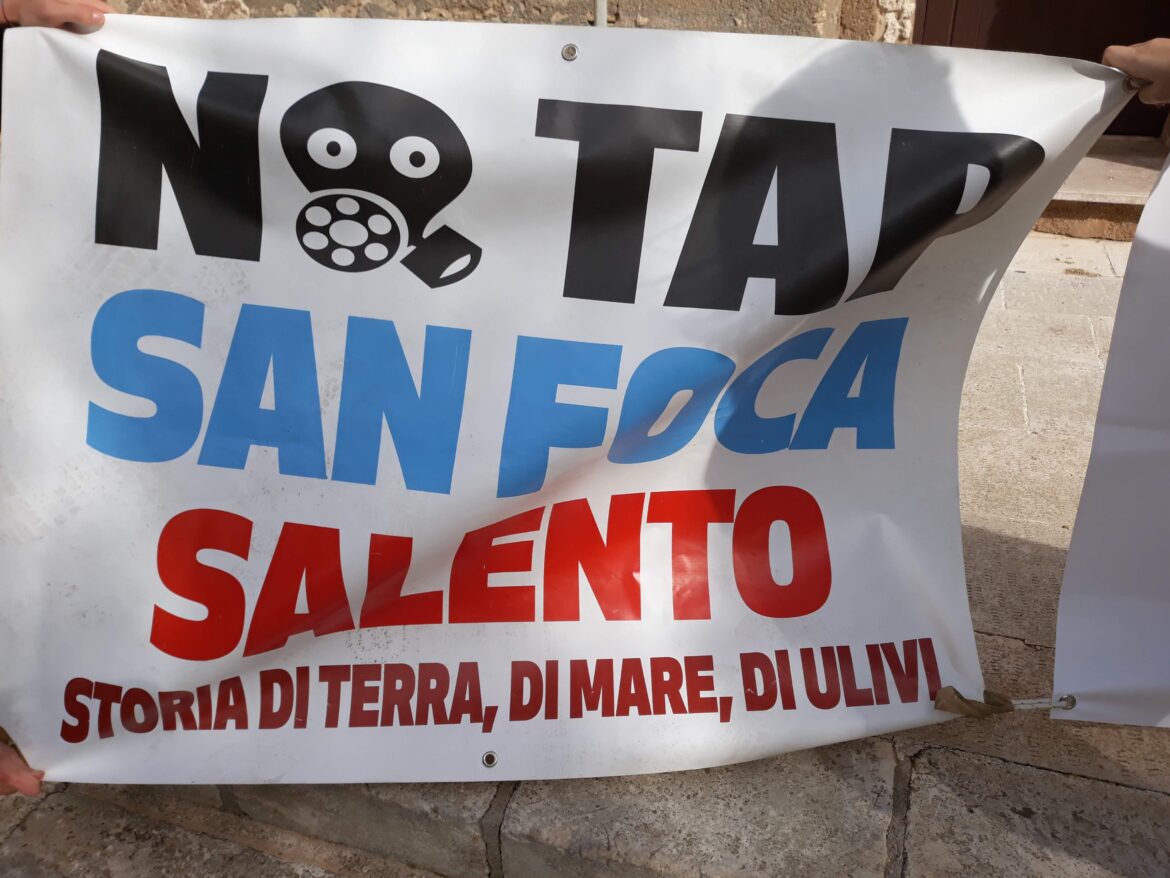 NO TAP
SAN FOCA
SALENTO
STORIA DI TERRA, DI MARE, DI ULIVI